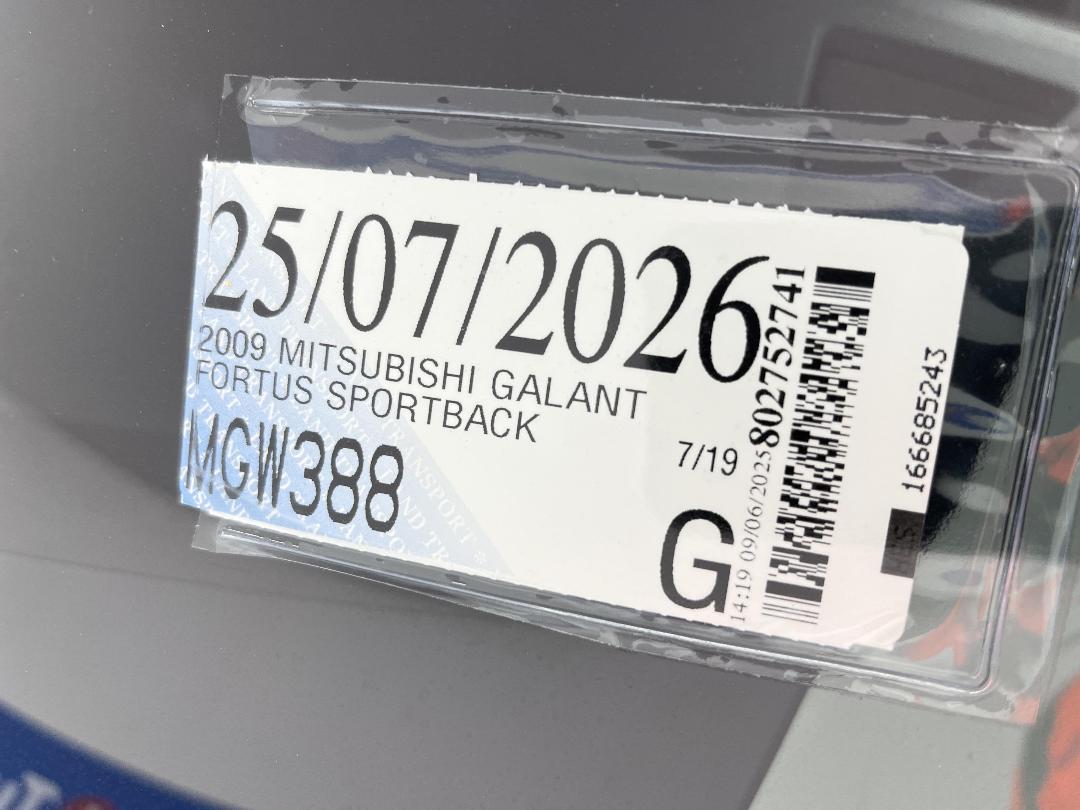 25/07/2026
2009 MITSUBISHI GALANT
FORTUS SPORTBACK
MGW388
7/19
G
14:19 09/06/2025 802752741
166685243